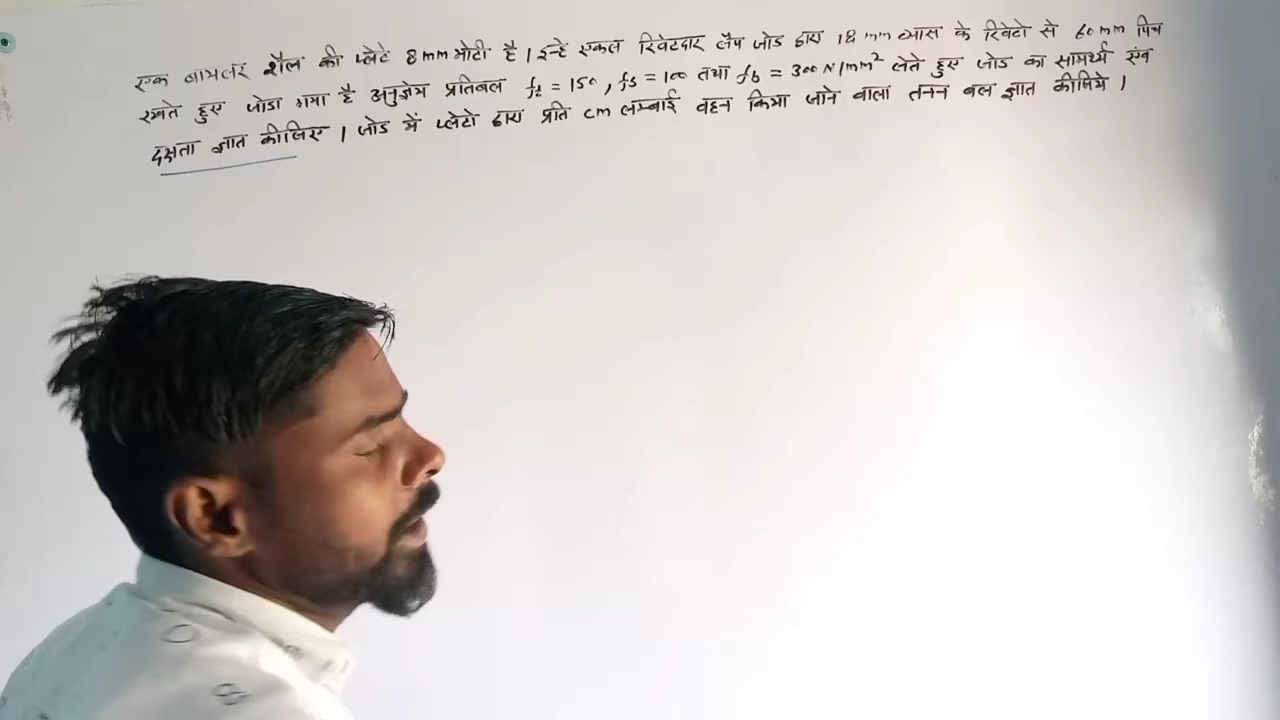 एक बायलर शैल की प्लेटें 8mm मोटी है । इन्हें एकल रिवेटदार लैप जोड द्वारा 18 mm व्यास के रिवेटो से 60 mm पिच
रखते हुए जोडा गया है अनुज्ञेय प्रतिबल ft = 150, fs = 100 तथा fb = 300 N/mm² लेते हुए जोड का सामर्थ्य एंव
दक्षता ज्ञात कीजिए । जोड में प्लेटो द्वारा प्रति cm लम्बाई वहन किया जाने वाला तनन बल ज्ञात कीजिये ।